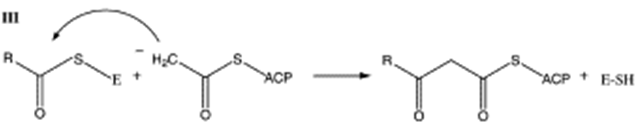 III
R S E + − H₂C S ACP R S ACP + E-SH
O O O O